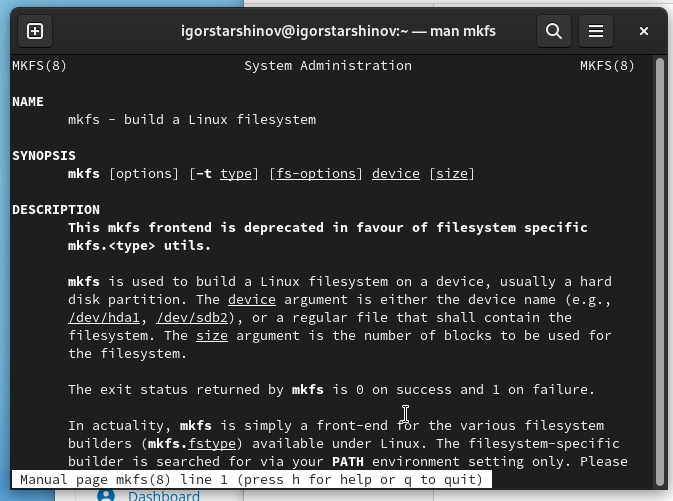 igorstarshinov@igorstarshinov:~ — man mkfs
MKFS(8) System Administration MKFS(8)
NAME
mkfs - build a Linux filesystem
SYNOPSIS
mkfs [options] [-t type] [fs-options] device [size]
DESCRIPTION
This mkfs frontend is deprecated in favour of filesystem specific
mkfs.<type> utils.
mkfs is used to build a Linux filesystem on a device, usually a hard
disk partition. The device argument is either the device name (e.g.,
/dev/hda1, /dev/sdb2), or a regular file that shall contain the
filesystem. The size argument is the number of blocks to be used for
the filesystem.
The exit status returned by mkfs is 0 on success and 1 on failure.
In actuality, mkfs is simply a front-end for the various filesystem
builders (mkfs.fstype) available under Linux. The filesystem-specific
builder is searched for via your PATH environment setting only. Please
Manual page mkfs(8) line 1 (press h for help or q to quit)
Dashboard